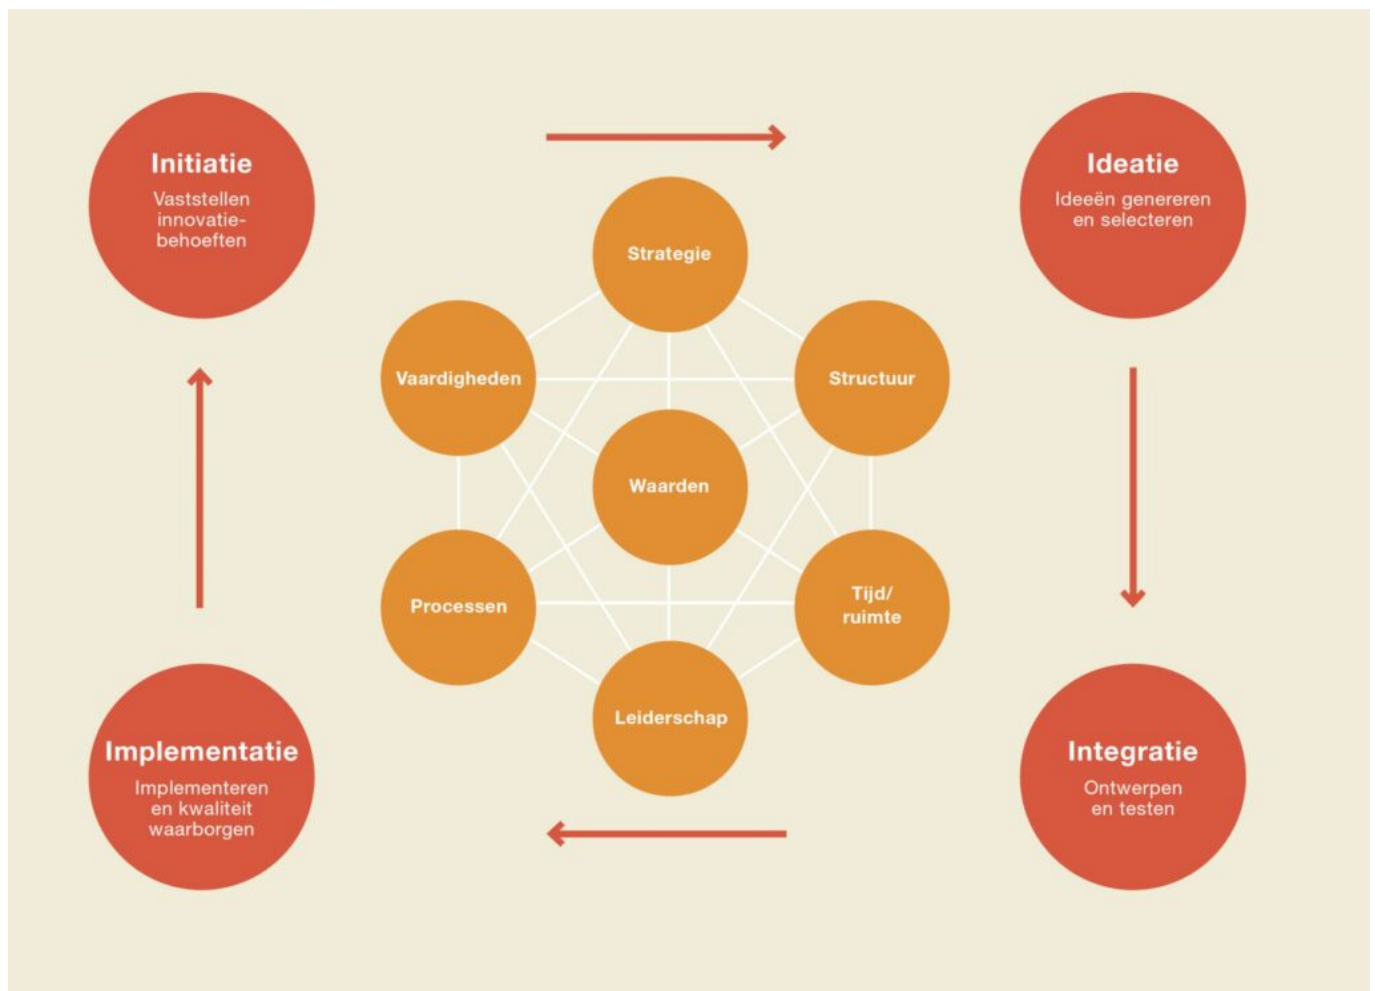 Initiatie
Vaststellen
innovatie-
behoeften
Ideatie
Ideeën genereren
en selecteren
Strategie
Vaardigheden
Structuur
Waarden
Processen
Tijd/
ruimte
Leiderschap
Implementatie
Implementeren
en kwaliteit
waarborgen
Integratie
Ontwerpen
en testen